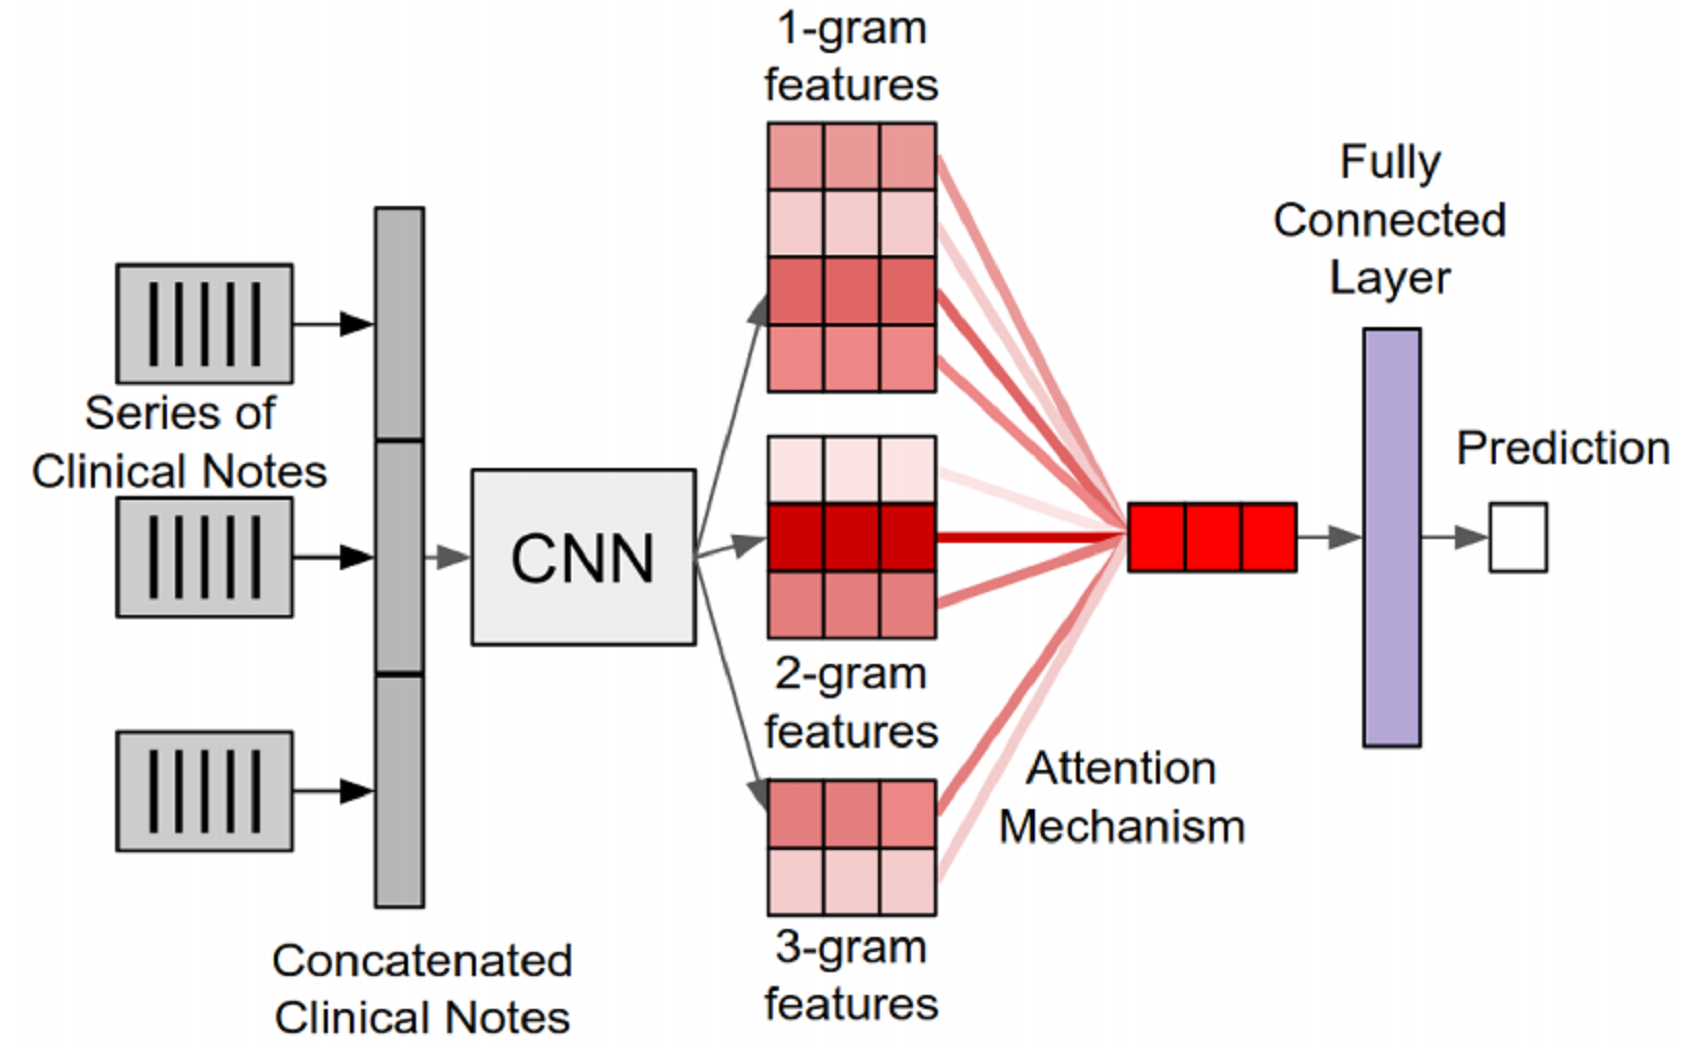 1-gram
features
Fully
Connected
Layer
Series of
Clinical Notes
Prediction
CNN
2-gram
features
Attention
Mechanism
3-gram
features
Concatenated
Clinical Notes